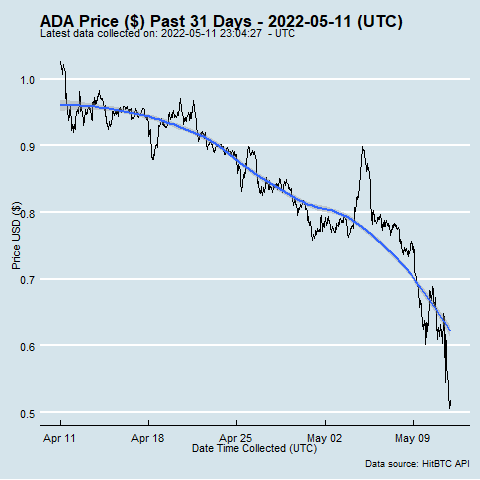 ADA Price ($) Past 31 Days - 2022-05-11 (UTC)
Latest data collected on: 2022-05-11 23:04:27  - UTC
Price USD ($)
1.0
0.9
0.8
0.7
0.6
0.5
Apr 11 Apr 18 Apr 25 May 02 May 09
Date Time Collected (UTC)
Data source: HitBTC API